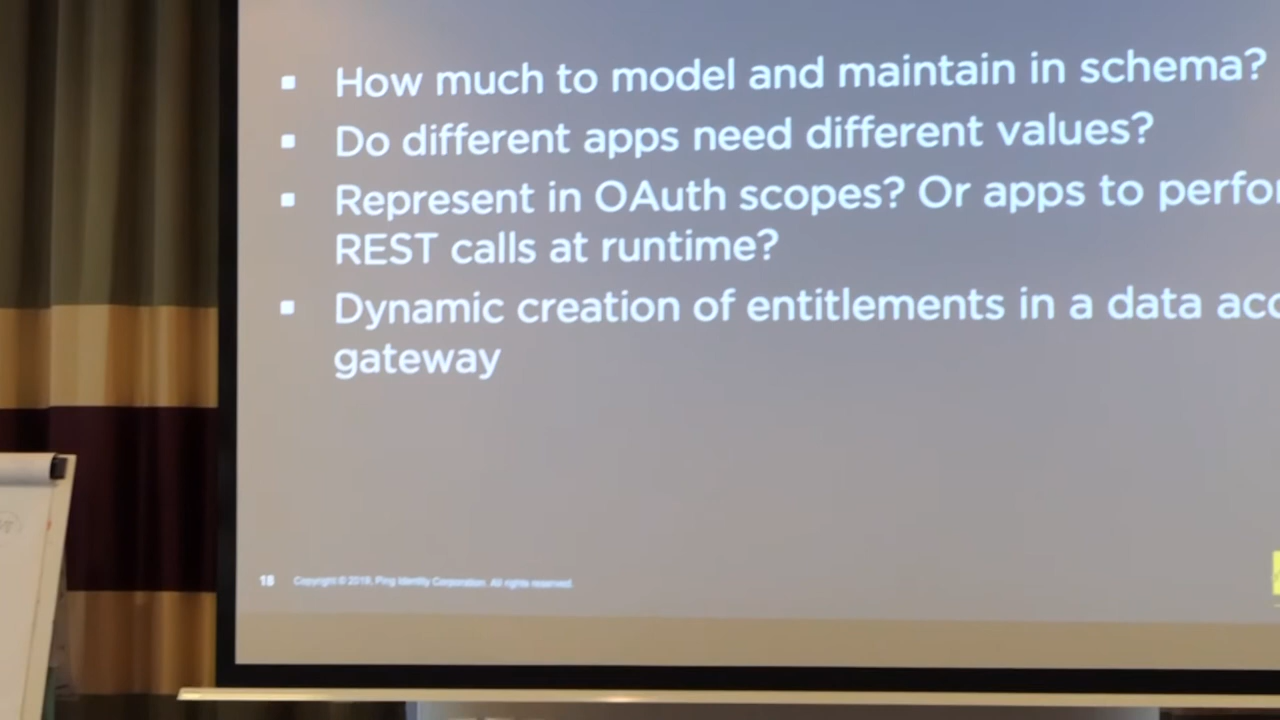 ▪ How much to model and maintain in schema?
▪ Do different apps need different values?
▪ Represent in OAuth scopes? Or apps to perfo
REST calls at runtime?
▪ Dynamic creation of entitlements in a data acc
gateway
18 Copyright © 2019, Ping Identity Corporation. All rights reserved.